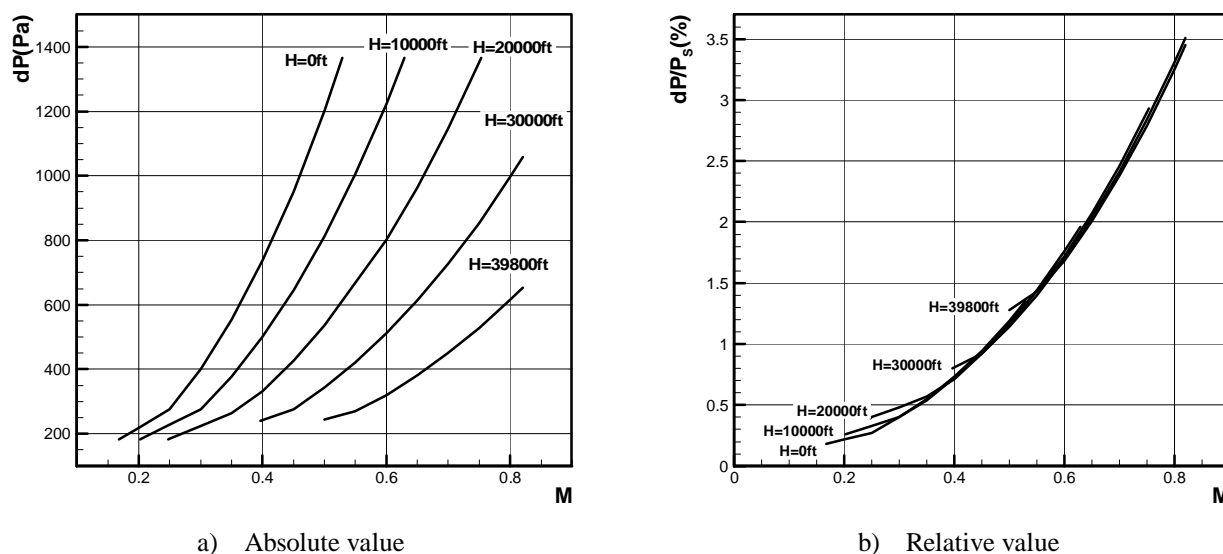 dP(Pa)
1400
1200
1000
800
600
400
200
0.2
0.4
0.6
0.8
M
H=0ft
H=10000ft
H=20000ft
H=30000ft
H=39800ft
a) Absolute value
dP/Ps(%)
3.5
3
2.5
2
1.5
1
0.5
0
0
0.2
0.4
0.6
0.8
M
H=39800ft
H=30000ft
H=20000ft
H=10000ft
H=0ft
b) Relative value